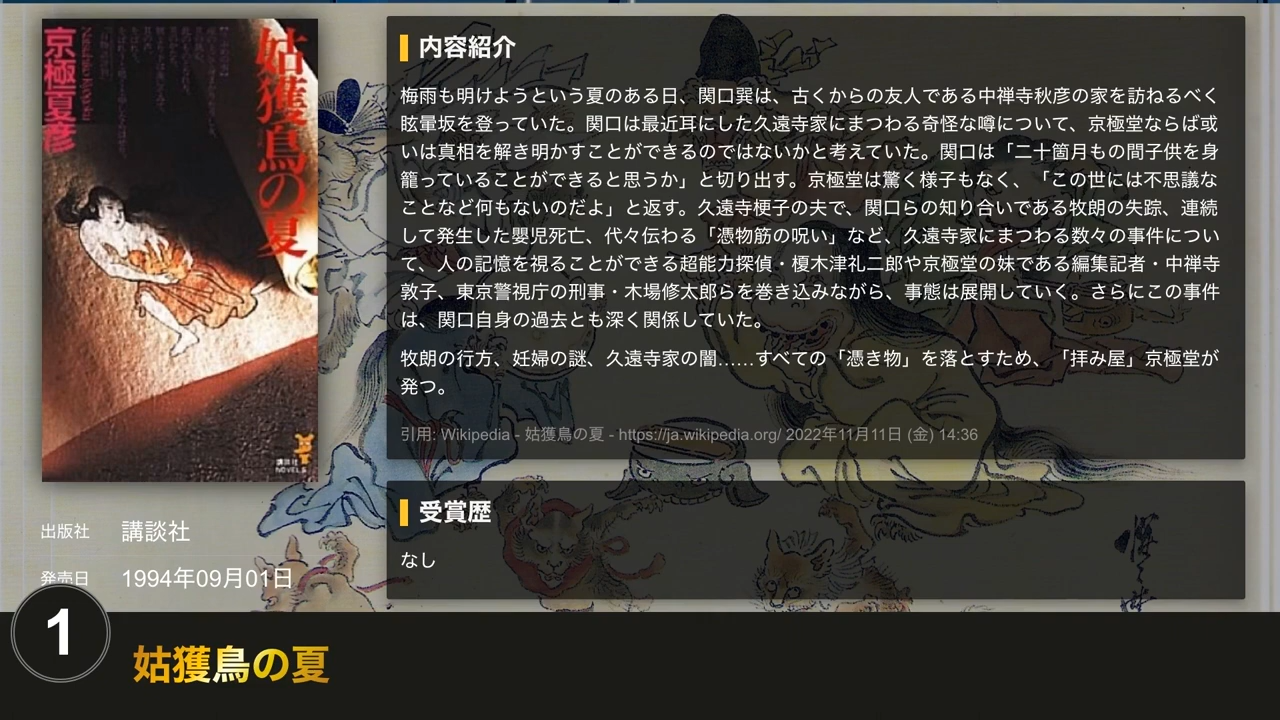 京極夏彦
姑獲鳥の夏
講談社
NOVELS
出版社 講談社
発売日 1994年09月01日
内容紹介
梅雨も明けようという夏のある日、関口巽は、古くからの友人である中禅寺秋彦の家を訪ねるべく
眩暈坂を登っていた。関口は最近耳にした久遠寺家にまつわる奇怪な噂について、京極堂ならば或
いは真相を解き明かすことができるのではないかと考えていた。関口は「二十箇月もの間子供を身
籠っていることができると思うか」と切り出す。京極堂は驚く様子もなく、「この世には不思議な
ことなど何もないのだよ」と返す。久遠寺梗子の夫で、関口らの知り合いである牧朗の失踪、連続
して発生した嬰児死亡、代々伝わる「憑物筋の呪い」など、久遠寺家にまつわる数々の事件につい
て、人の記憶を視ることができる超能力探偵・榎木津礼二郎や京極堂の妹である編集記者・中禅寺
敦子、東京警視庁の刑事・木場修太郎らを巻き込みながら、事態は展開していく。さらにこの事件
は、関口自身の過去とも深く関係していた。
牧朗の行方、妊婦の謎、久遠寺家の闇……すべての「憑き物」を落とすため、「拝み屋」京極堂が
発つ。
引用: Wikipedia - 姑獲鳥の夏 - https://ja.wikipedia.org/ 2022年11月11日 (金) 14:36
受賞歴
なし
1
姑獲鳥の夏